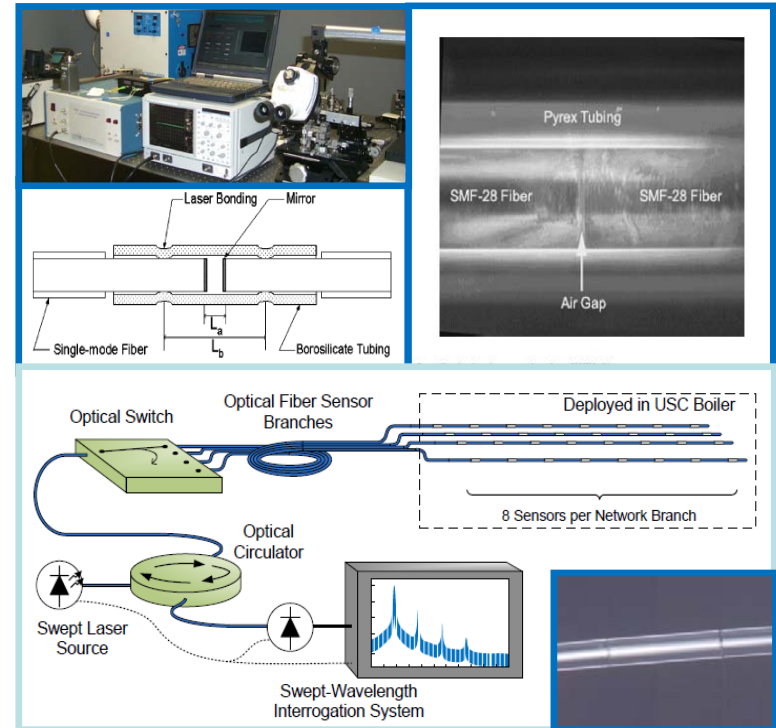 Pyrex Tubing
SMF-28 Fiber
SMF-28 Fiber
Air Gap
Laser Bonding
Mirror
Single-mode Fiber
La
Lb
Borosilicate Tubing
Optical Switch
Optical Fiber Sensor
Branches
Deployed in USC Boiler
8 Sensors per Network Branch
Optical
Circulator
Swept Laser
Source
Swept-Wavelength
Interrogation System